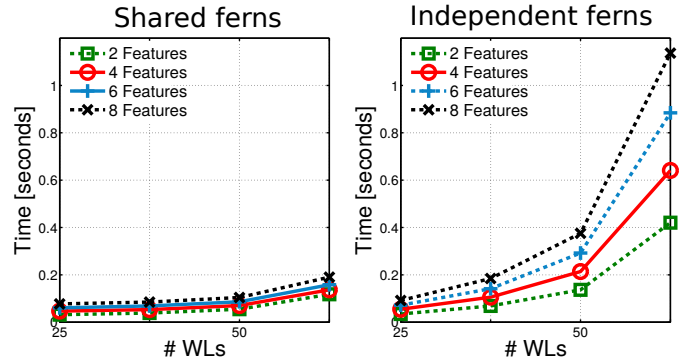 Shared ferns
Independent ferns
2 Features
4 Features
6 Features
8 Features
Time [seconds]
1
0.8
0.6
0.4
0.2
0
25
50
# WLs
2 Features
4 Features
6 Features
8 Features
Time [seconds]
1
0.8
0.6
0.4
0.2
0
25
50
# WLs